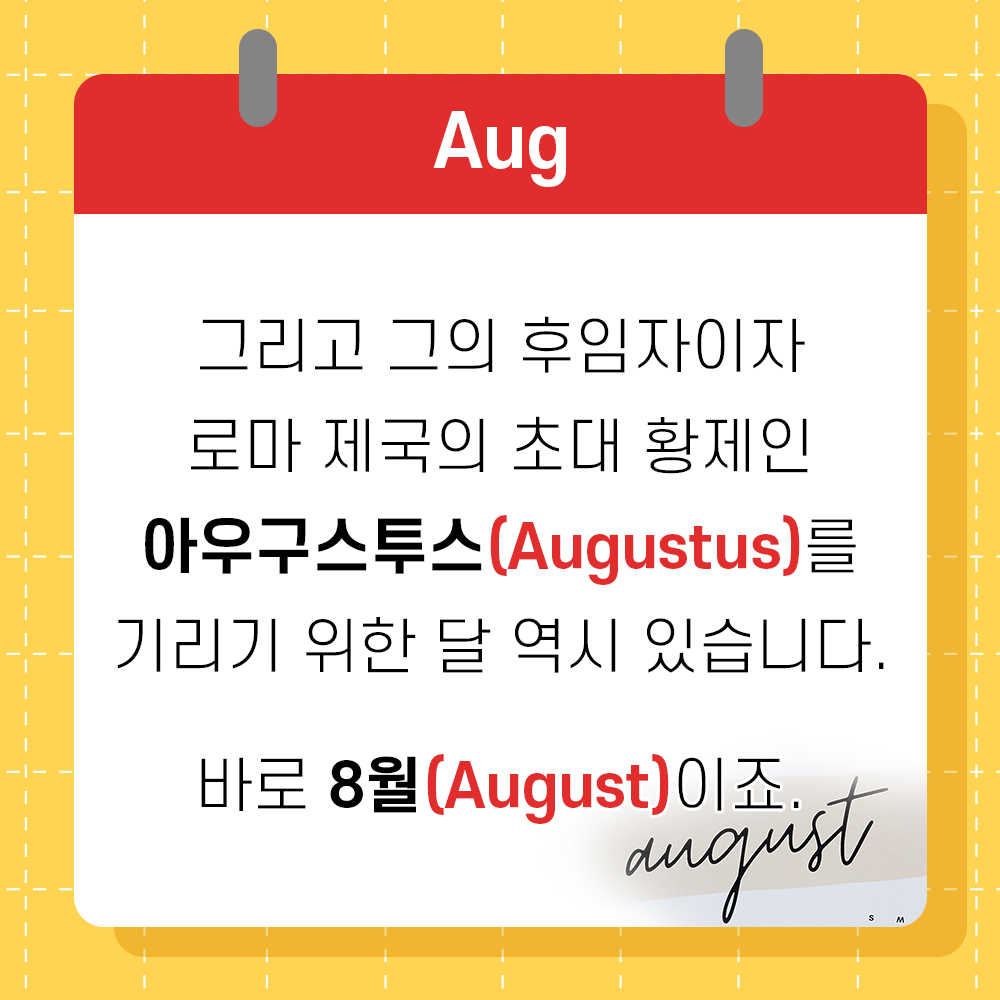 Aug
그리고 그의 후임자이자
로마 제국의 초대 황제인
아우구스투스(Augustus)를
기리기 위한 달 역시 있습니다.
바로 8월(August)이죠.
august
S M